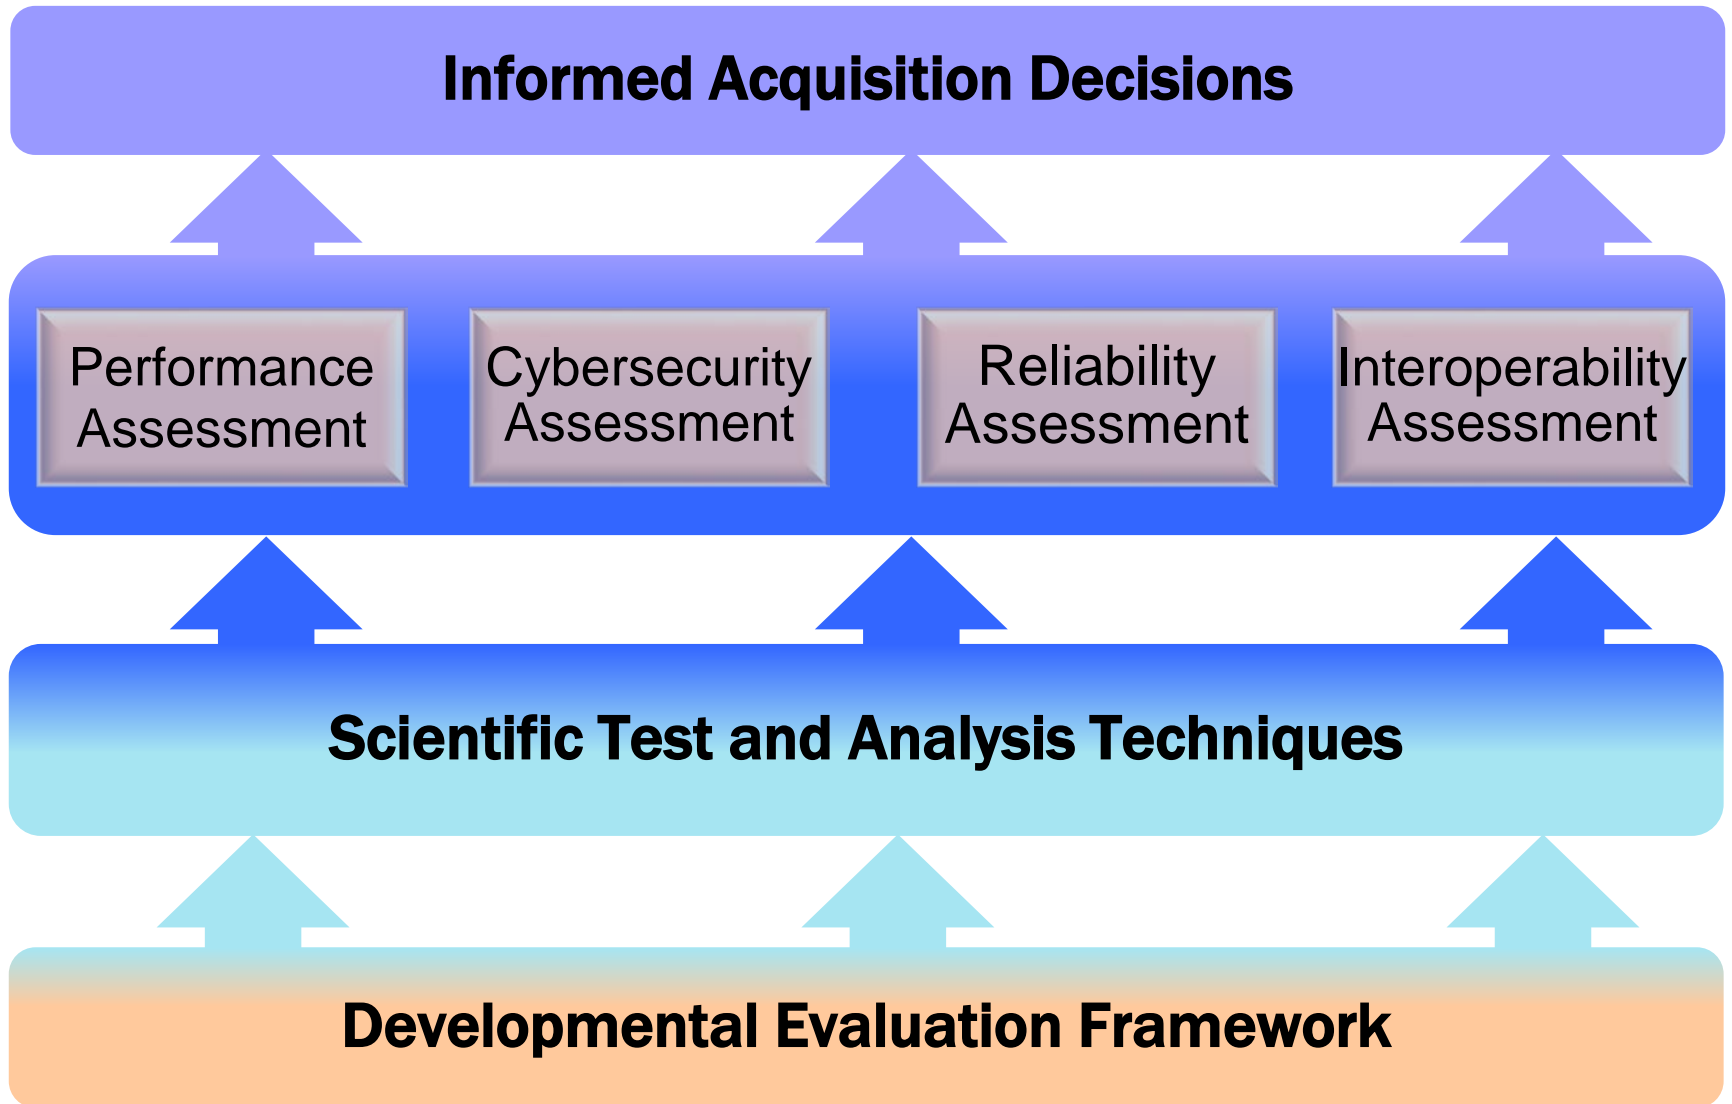 Informed Acquisition Decisions
Performance
Assessment
Cybersecurity
Assessment
Reliability
Assessment
Interoperability
Assessment
Scientific Test and Analysis Techniques
Developmental Evaluation Framework